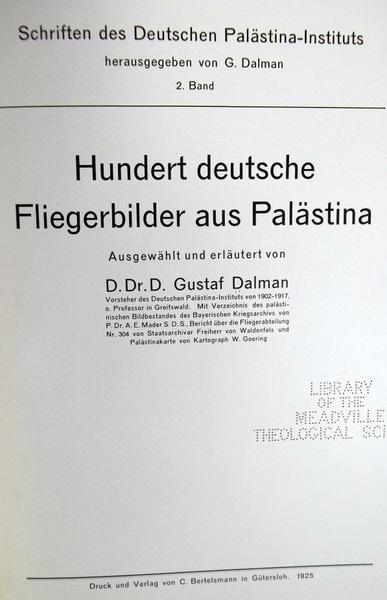 Schriften des Deutschen Palästina-Instituts
herausgegeben von G. Dalman
2. Band
Hundert deutsche
Fliegerbilder aus Palästina
Ausgewählt und erläutert von
D. Dr. D. Gustaf Dalman
Vorsteher des Deutschen Palästina-Instituts von 1902-1917,
o. Professor in Greifswald. Mit Verzeichnis des palästi-
nischen Bildbestandes des Bayerischen Kriegsarchivs von
P. Dr. A. E. Mader S. D. S., Bericht über die Fliegerabteilung
Nr. 304 von Staatsarchivar Freiherr von Waldenfels und
Palästinakarte von Kartograph W. Goering
LIBRARY
OF THE
MEADVILLE
THEOLOGICAL SC
Druck und Verlag von C. Bertelsmann in Gütersloh. 1925